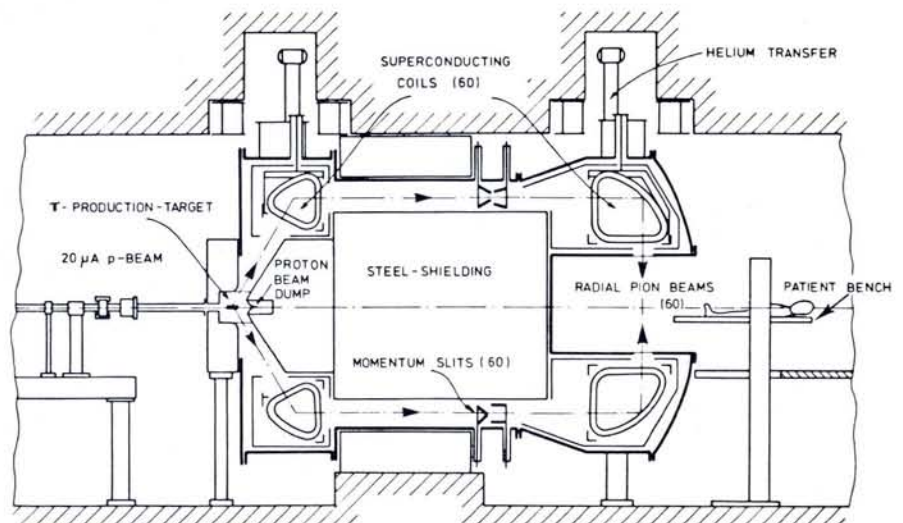 SUPERCONDUCTING
COILS (60)
HELIUM TRANSFER
π-PRODUCTION-TARGET
20 µA p-BEAM
PROTON
BEAM
DUMP
STEEL-SHIELDING
RADIAL PION BEAMS
(60)
PATIENT
BENCH
MOMENTUM SLITS (60)